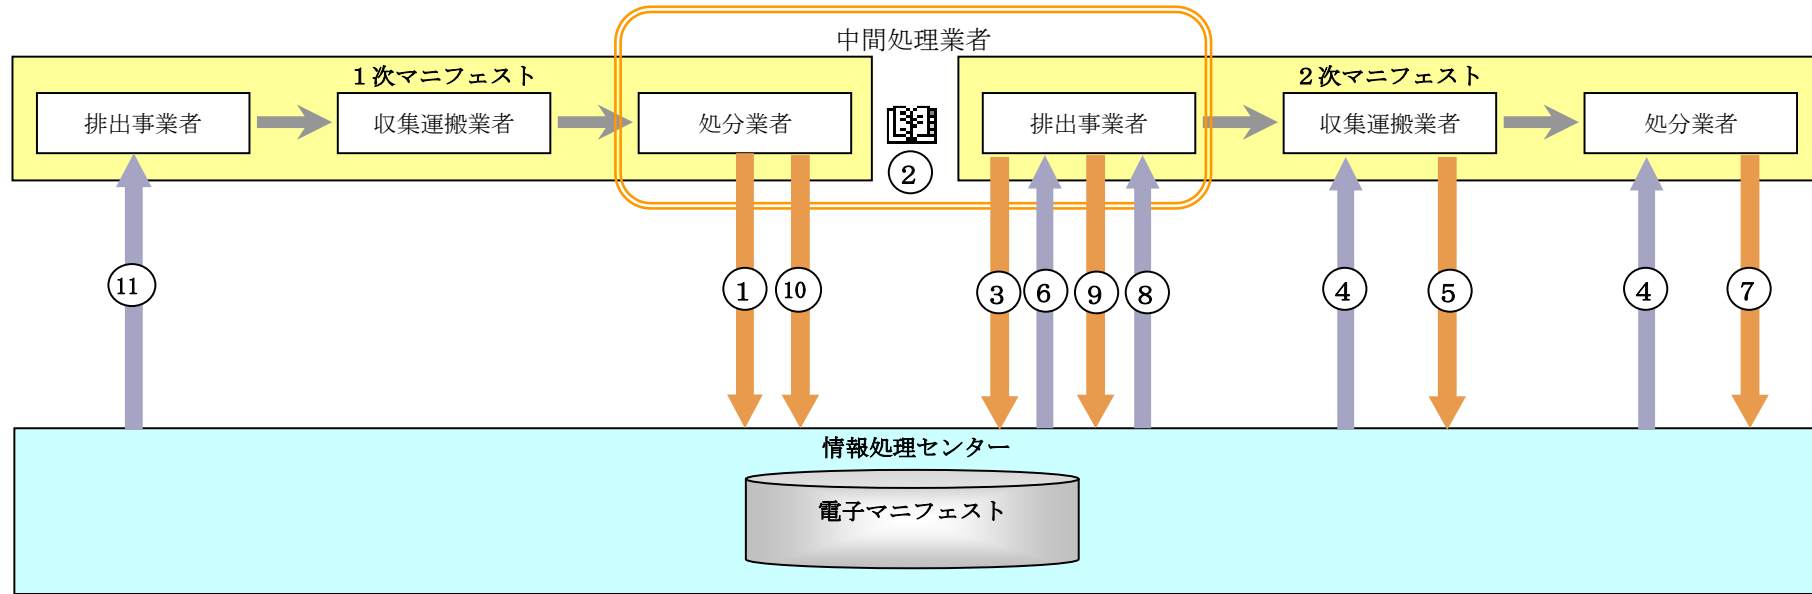 中間処理業者
1次マニフェスト
2次マニフェスト
排出事業者
収集運搬業者
処分業者
排出事業者
収集運搬業者
処分業者
②
⑪
①
⑩
③
⑥
⑨
⑧
④
⑤
④
⑦
情報処理センター
電子マニフェスト